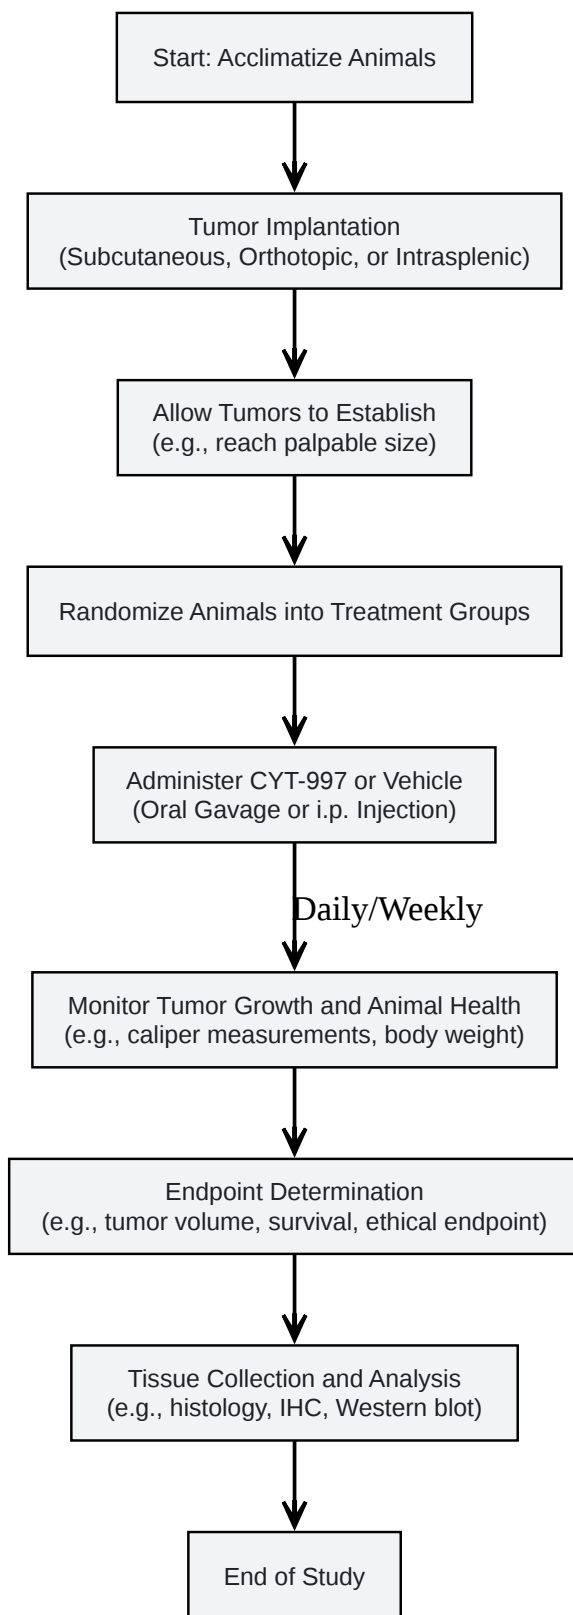 Start: Acclimatize Animals
Tumor Implantation
(Subcutaneous, Orthotopic, or Intrasplenic)
Allow Tumors to Establish
(e.g., reach palpable size)
Randomize Animals into Treatment Groups
Administer CYT-997 or Vehicle
(Oral Gavage or i.p. Injection)
Daily/Weekly
Monitor Tumor Growth and Animal Health
(e.g., caliper measurements, body weight)
Endpoint Determination
(e.g., tumor volume, survival, ethical endpoint)
Tissue Collection and Analysis
(e.g., histology, IHC, Western blot)
End of Study